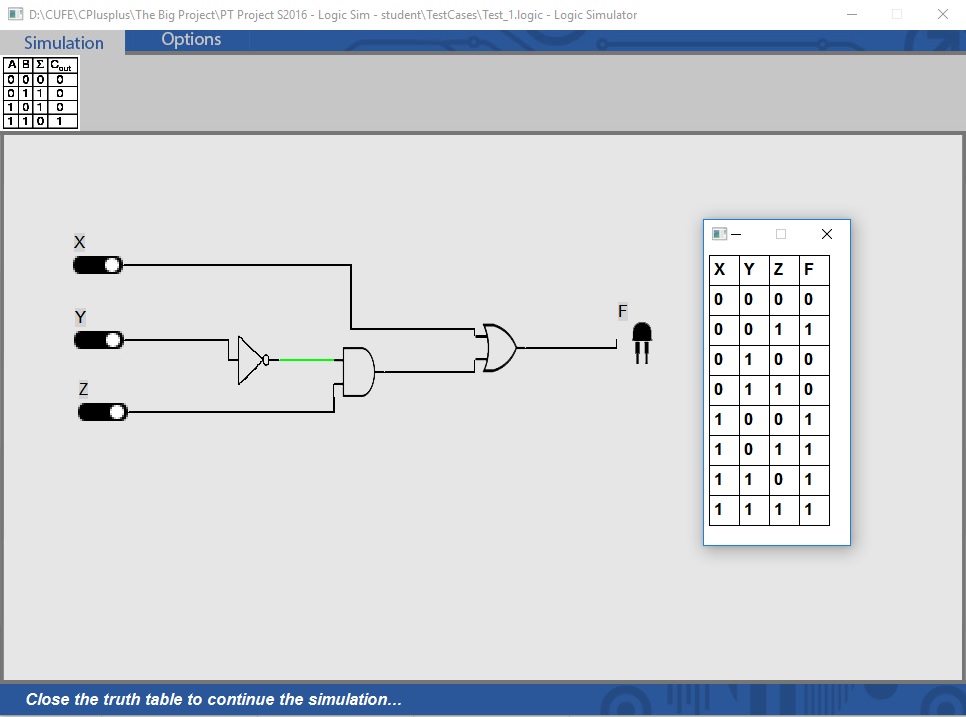 D:\CUFE\CPlusplus\The Big Project\PT Project S2016 - Logic Sim - student\TestCases\Test_1.logic - Logic Simulator
Simulation Options
A B Σ Cout
0 0 0 0
0 1 1 0
1 0 1 0
1 1 0 1
X
Y
Z
F
X Y Z F
0 0 0 0
0 0 1 1
0 1 0 0
0 1 1 0
1 0 0 1
1 0 1 1
1 1 0 1
1 1 1 1
Close the truth table to continue the simulation...